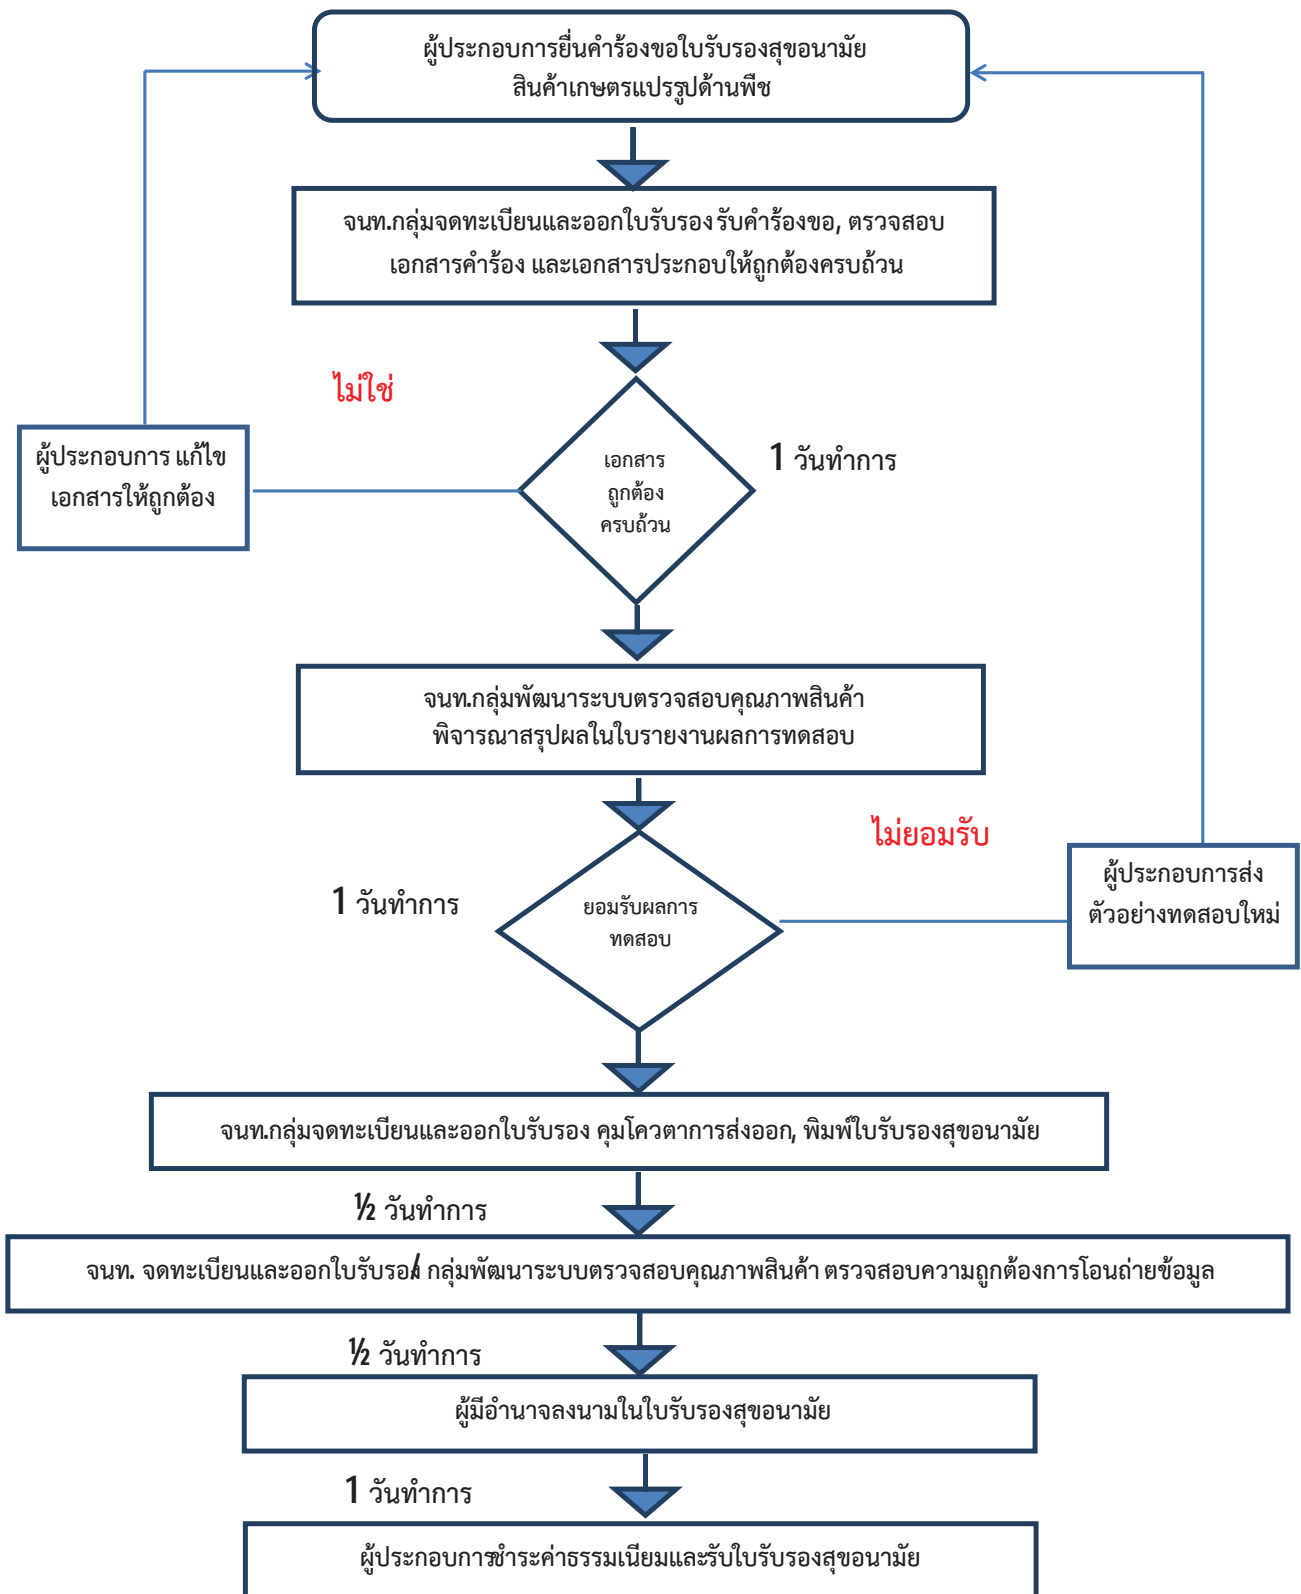 ผู้ประกอบการยื่นคำร้องขอใบรับรองสุขอนามัย
สินค้าเกษตรแปรรูปด้านพืช
จนท.กลุ่มจดทะเบียนและออกใบรับรอง รับคำร้องขอ, ตรวจสอบ
เอกสารคำร้อง และเอกสารประกอบให้ถูกต้องครบถ้วน
ไม่ใช่
ผู้ประกอบการ แก้ไข
เอกสารให้ถูกต้อง
เอกสาร
ถูกต้อง
ครบถ้วน
1 วันทำการ
จนท.กลุ่มพัฒนาระบบตรวจสอบคุณภาพสินค้า
พิจารณาสรุปผลในใบรายงานผลการทดสอบ
ไม่ยอมรับ
1 วันทำการ
ยอมรับผลการ
ทดสอบ
ผู้ประกอบการส่ง
ตัวอย่างทดสอบใหม่
จนท.กลุ่มจดทะเบียนและออกใบรับรอง คุมโควตาการส่งออก, พิมพ์ใบรับรองสุขอนามัย
½ วันทำการ
จนท. จดทะเบียนและออกใบรับรอง/ กลุ่มพัฒนาระบบตรวจสอบคุณภาพสินค้า ตรวจสอบความถูกต้องการโอนถ่ายข้อมูล
½ วันทำการ
ผู้มีอำนาจลงนามในใบรับรองสุขอนามัย
1 วันทำการ
ผู้ประกอบการชำระค่าธรรมเนียมและรับใบรับรองสุขอนามัย